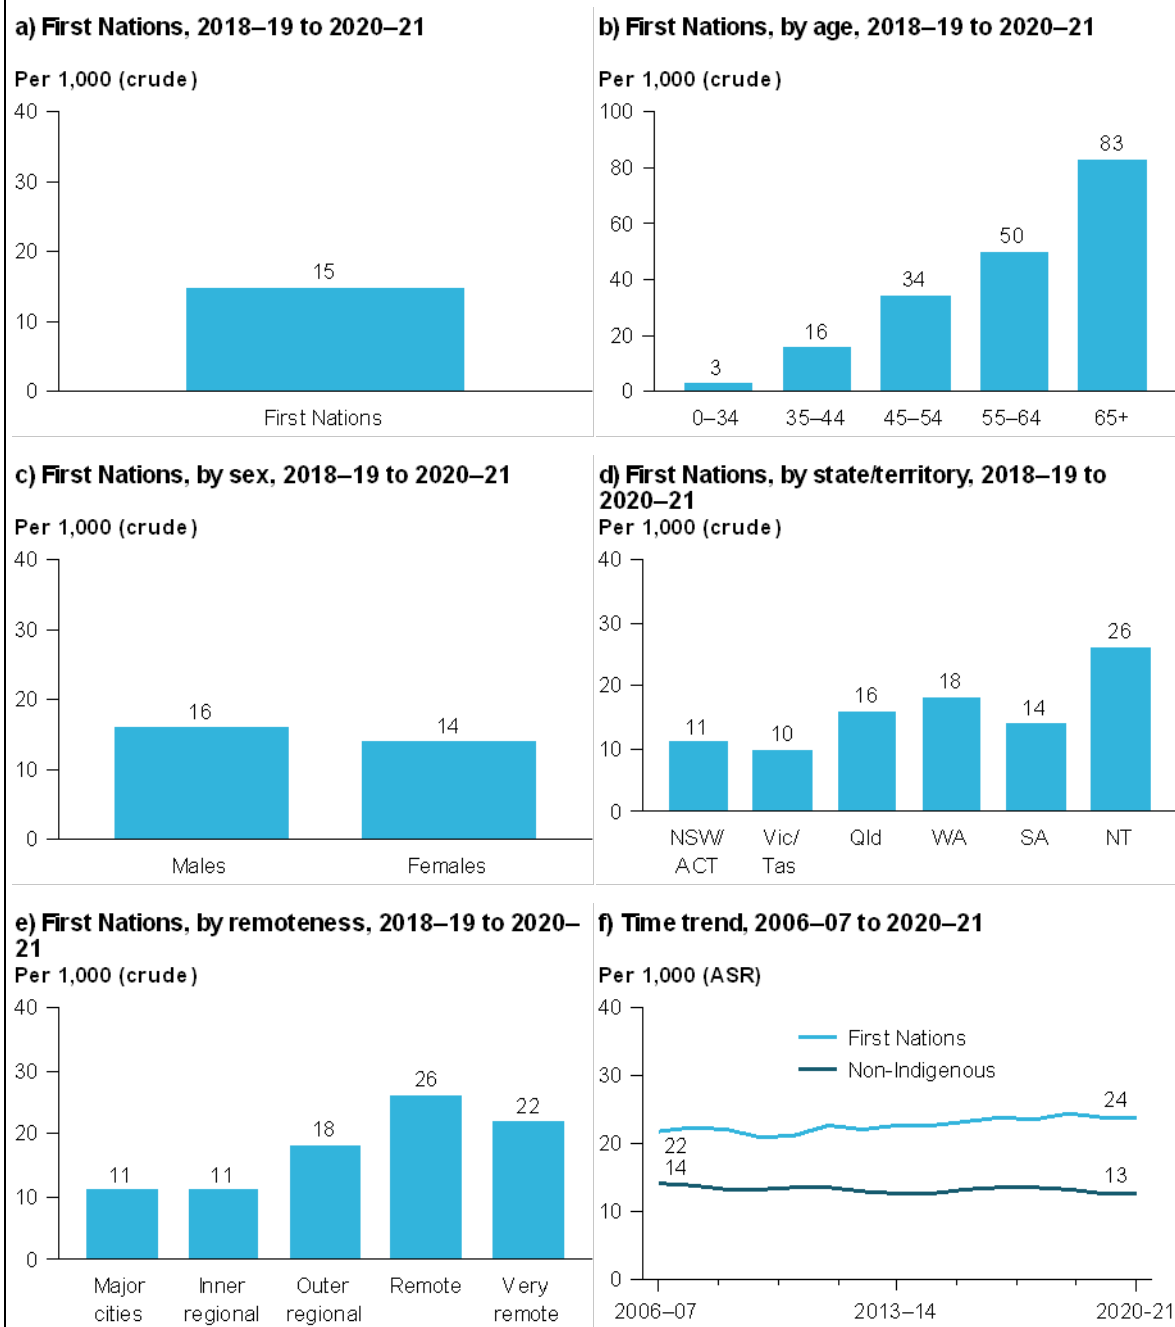 a) First Nations, 2018–19 to 2020–21
Per 1,000 (crude)
40
30
20
10
0
15
First Nations
b) First Nations, by age, 2018–19 to 2020–21
Per 1,000 (crude)
100
80
60
40
20
0
3
16
34
50
83
0–34
35–44
45–54
55–64
65+
c) First Nations, by sex, 2018–19 to 2020–21
Per 1,000 (crude)
40
30
20
10
0
16
14
Males
Females
d) First Nations, by state/territory, 2018–19 to
2020–21
Per 1,000 (crude)
40
30
20
10
0
11
10
16
18
14
26
NSW/
ACT
Vic/
Tas
Qld
WA
SA
NT
e) First Nations, by remoteness, 2018–19 to 2020–
21
Per 1,000 (crude)
40
30
20
10
0
11
11
18
26
22
Major
cities
Inner
regional
Outer
regional
Remote
Very
remote
f) Time trend, 2006–07 to 2020–21
Per 1,000 (ASR)
40
30
20
10
0
First Nations
Non-Indigenous
22
14
24
13
2006–07
2013–14
2020-21